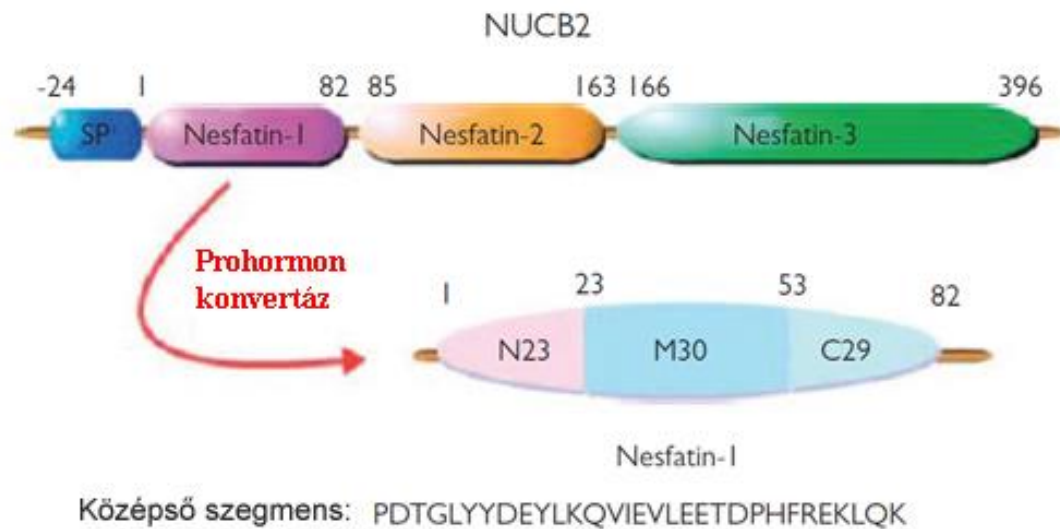 NUCB2
-24 1 82 85 163 166 396
SP Nesfatin-1 Nesfatin-2 Nesfatin-3
Prohormon
konvertáz
1 23 53 82
N23 M30 C29
Nesfatin-1
Középső szegmens: PDTGLYYDEYLKQVIEVLEETDPHFREKLQK